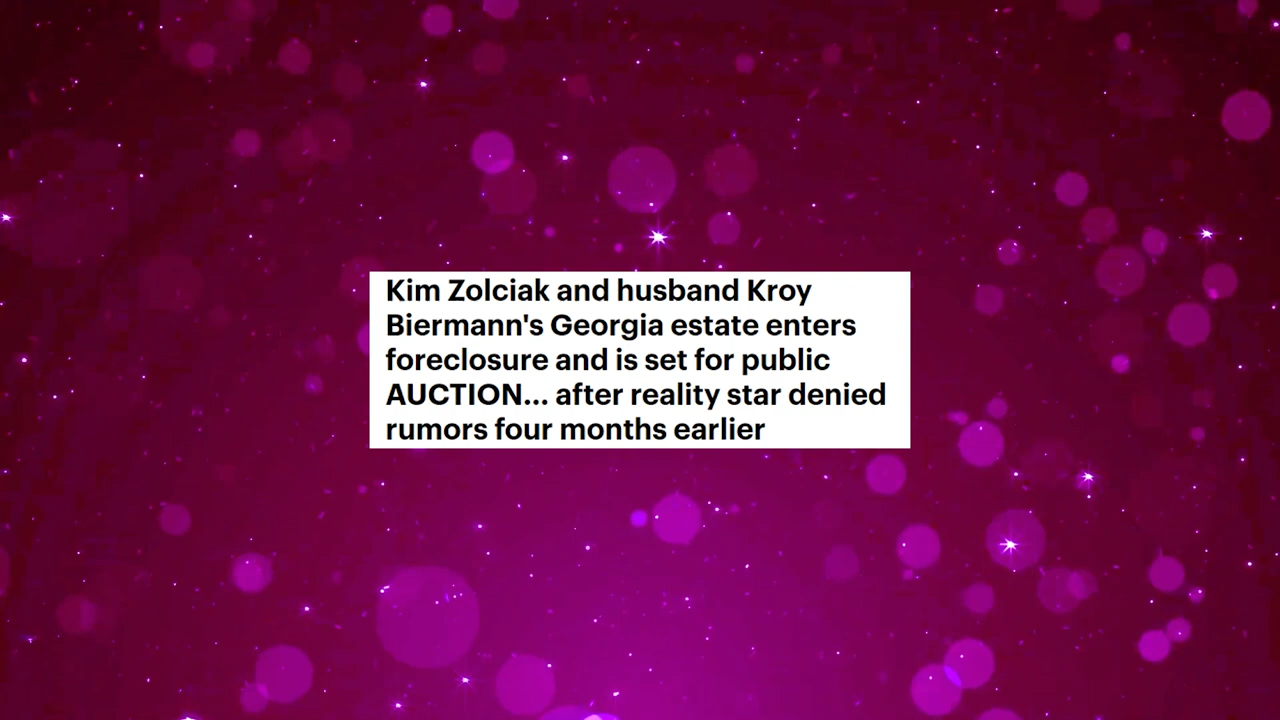 Kim Zolciak and husband Kroy
Biermann's Georgia estate enters
foreclosure and is set for public
AUCTION... after reality star denied
rumors four months earlier